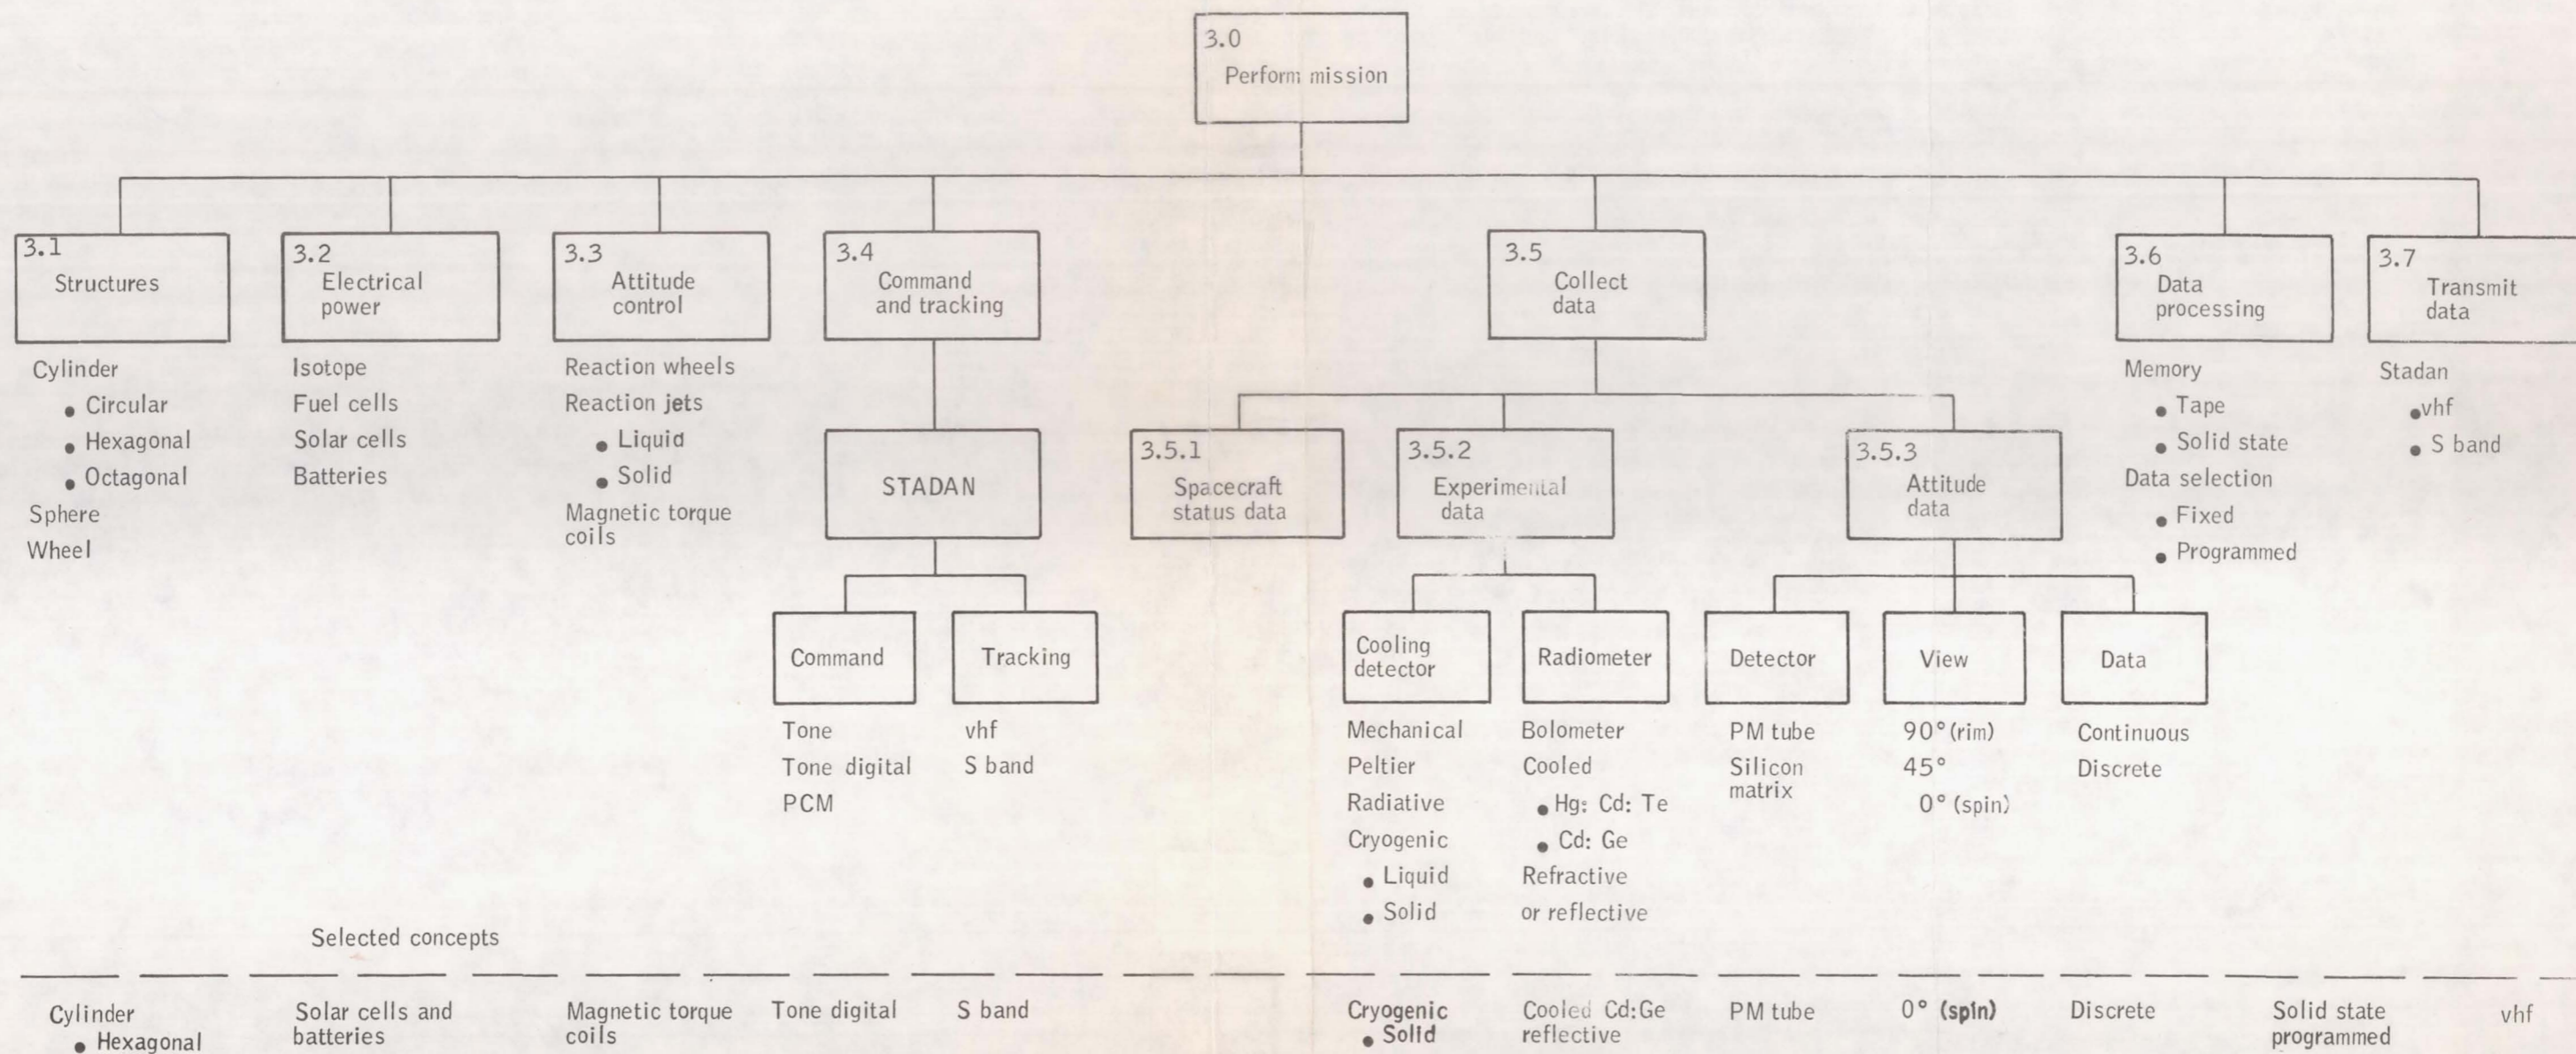 3.0
Perform mission
3.1
Structures
3.2
Electrical
power
3.3
Attitude
control
3.4
Command
and tracking
3.5
Collect
data
3.6
Data
processing
3.7
Transmit
data
Cylinder
• Circular
• Hexagonal
• Octagonal
Sphere
Wheel
Isotope
Fuel cells
Solar cells
Batteries
Reaction wheels
Reaction jets
• Liquid
• Solid
Magnetic torque
coils
STADAN
3.5.1
Spacecraft
status data
3.5.2
Experimental
data
3.5.3
Attitude
data
Memory
• Tape
• Solid state
Data selection
• Fixed
• Programmed
Stadan
• vhf
• S band
Command
Tracking
Cooling
detector
Radiometer
Detector
View
Data
Tone
Tone digital
PCM
vhf
S band
Mechanical
Peltier
Radiative
Cryogenic
• Liquid
• Solid
Bolometer
Cooled
• Hg: Cd: Te
• Cd: Ge
Refractive
or reflective
PM tube
Silicon
matrix
90° (rim)
45°
0° (spin)
Continuous
Discrete
Selected concepts
Cylinder
• Hexagonal
Solar cells and
batteries
Magnetic torque
coils
Tone digital
S band
Cryogenic
• Solid
Cooled Cd:Ge
reflective
PM tube
0° (spin)
Discrete
Solid state
programmed
vhf